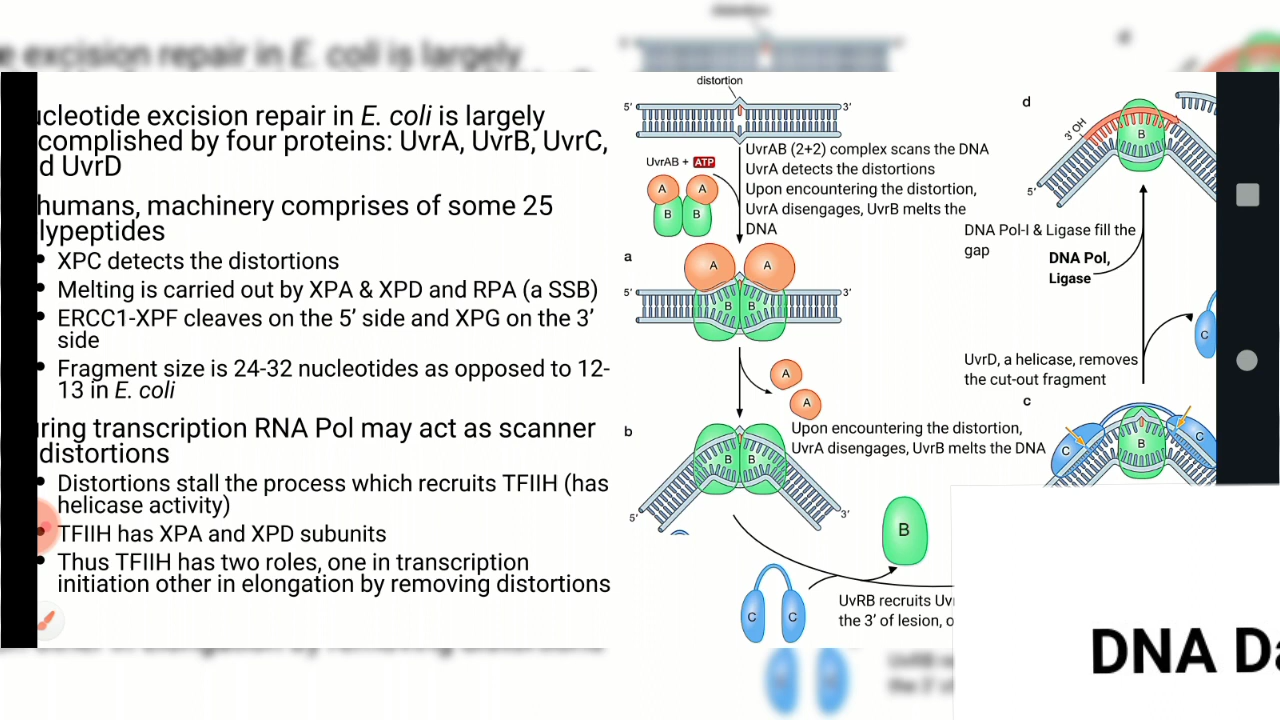 e excision repair in E. coli is largely
ucleotide excision repair in E. coli is largely
complished by four proteins: UvrA, UvrB, UvrC,
d UvrD
humans, machinery comprises of some 25
lypeptides
• XPC detects the distortions
• Melting is carried out by XPA & XPD and RPA (a SSB)
• ERCC1-XPF cleaves on the 5' side and XPG on the 3'
side
• Fragment size is 24-32 nucleotides as opposed to 12-
13 in E. coli
ring transcription RNA Pol may act as scanner
distortions
• Distortions stall the process which recruits TFIIH (has
helicase activity)
• TFIIH has XPA and XPD subunits
• Thus TFIIH has two roles, one in transcription
initiation other in elongation by removing distortions
distortion
5' 3'
UvrAB + ATP
A A
B B
UvrAB (2+2) complex scans the DNA
UvrA detects the distortions
Upon encountering the distortion,
UvrA disengages, UvrB melts the
DNA
a
A A
5' B B 3'
A
A
b
Upon encountering the distortion,
UvrA disengages, UvrB melts the DNA
B B
5' 3'
B
C C
UvRB recruits Uv
the 3' of lesion, o
d
3' OH
B
5'
DNA Pol-I & Ligase fill the
gap
DNA Pol,
Ligase
C
UvrD, a helicase, removes
the cut-out fragment
c
C B C
DNA Da